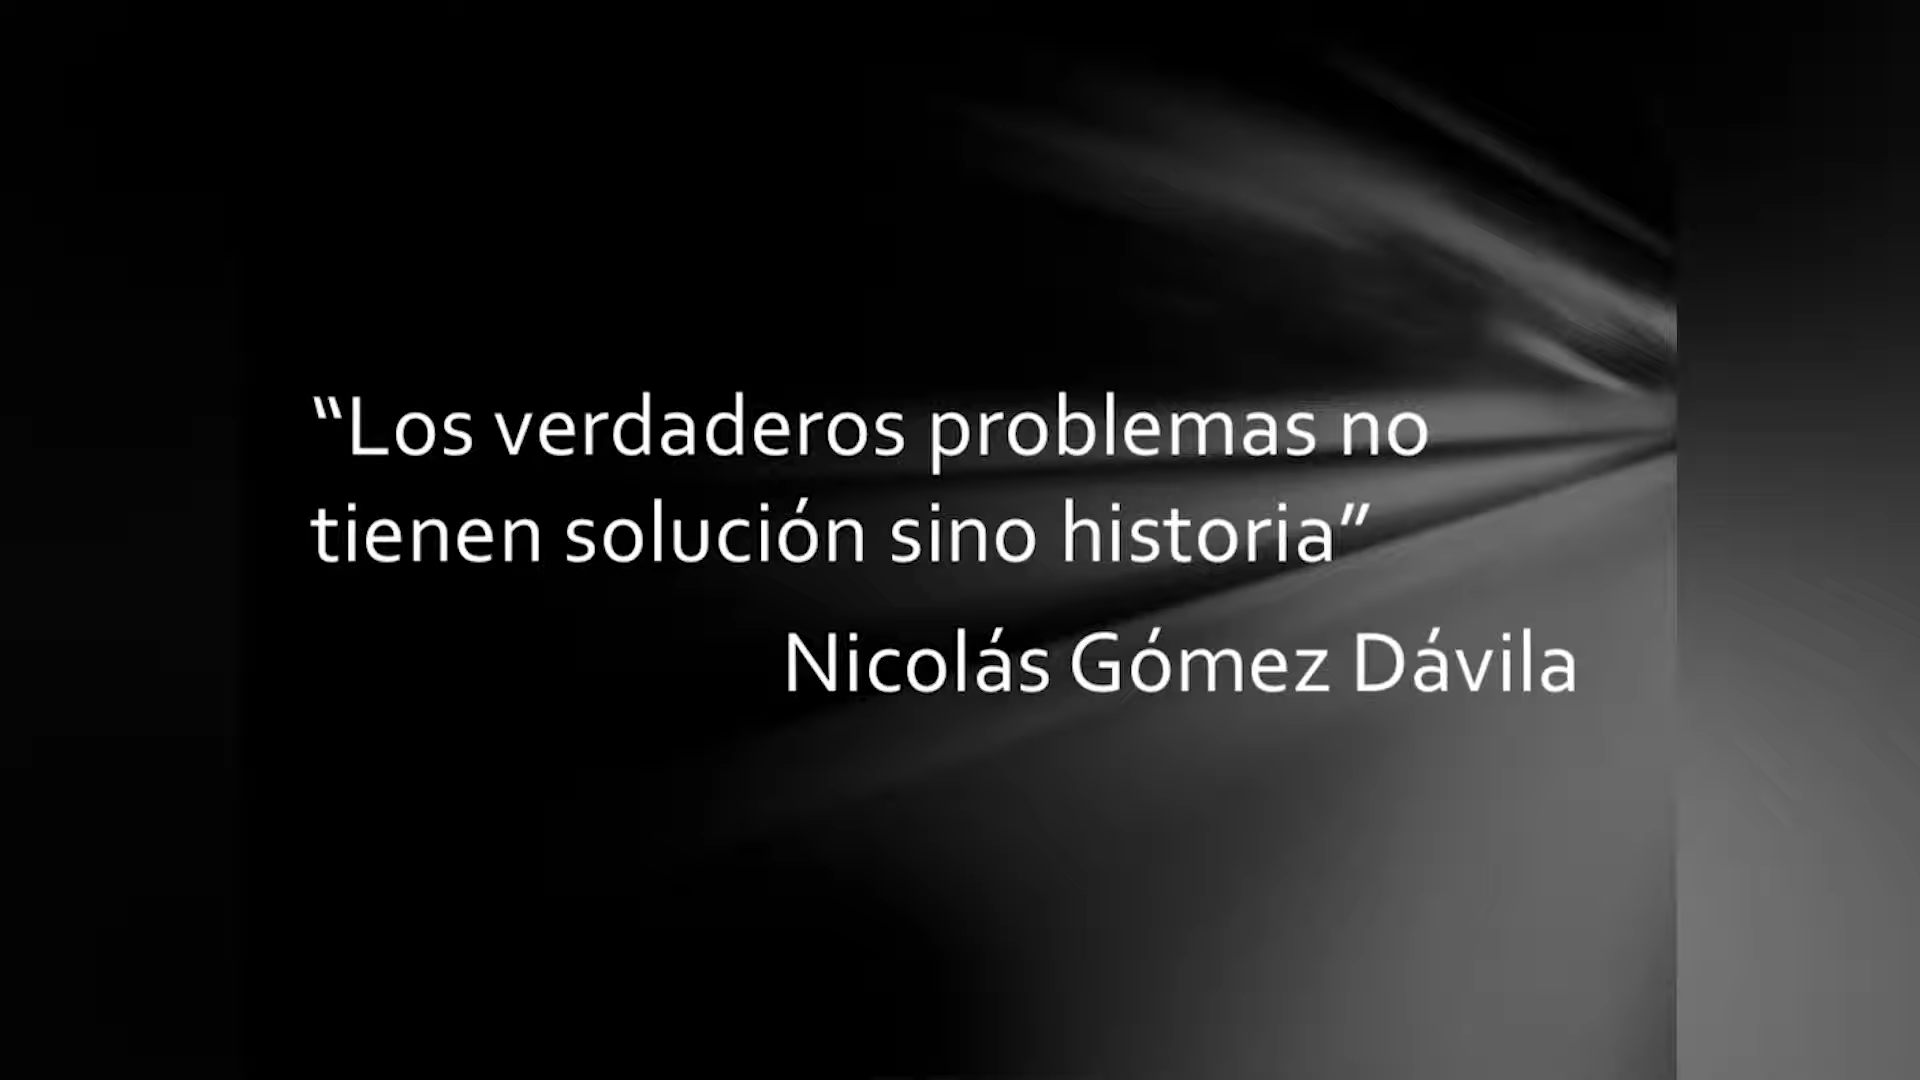 “Los verdaderos problemas no
tienen solución sino historia”
Nicolás Gómez Dávila